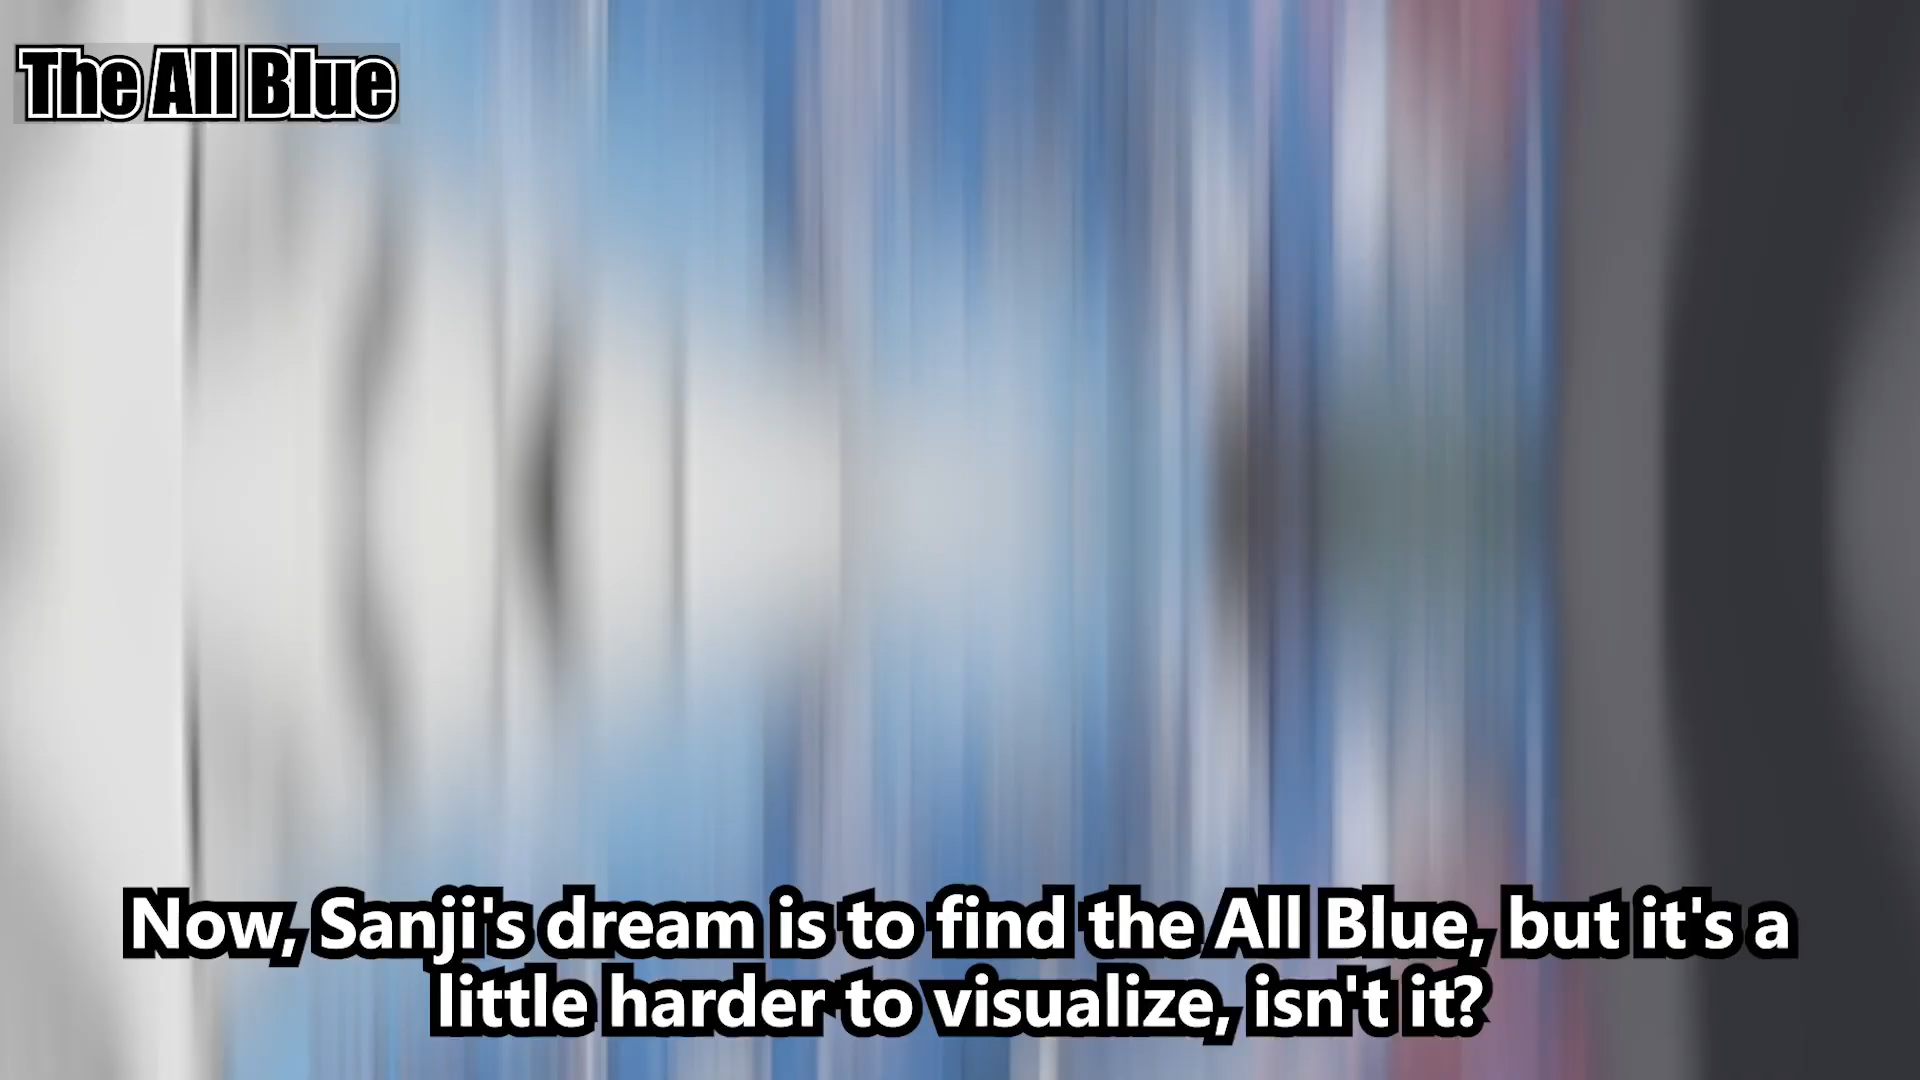 The All Blue
Now, Sanji's dream is to find the All Blue, but it's a
little harder to visualize, isn't it?